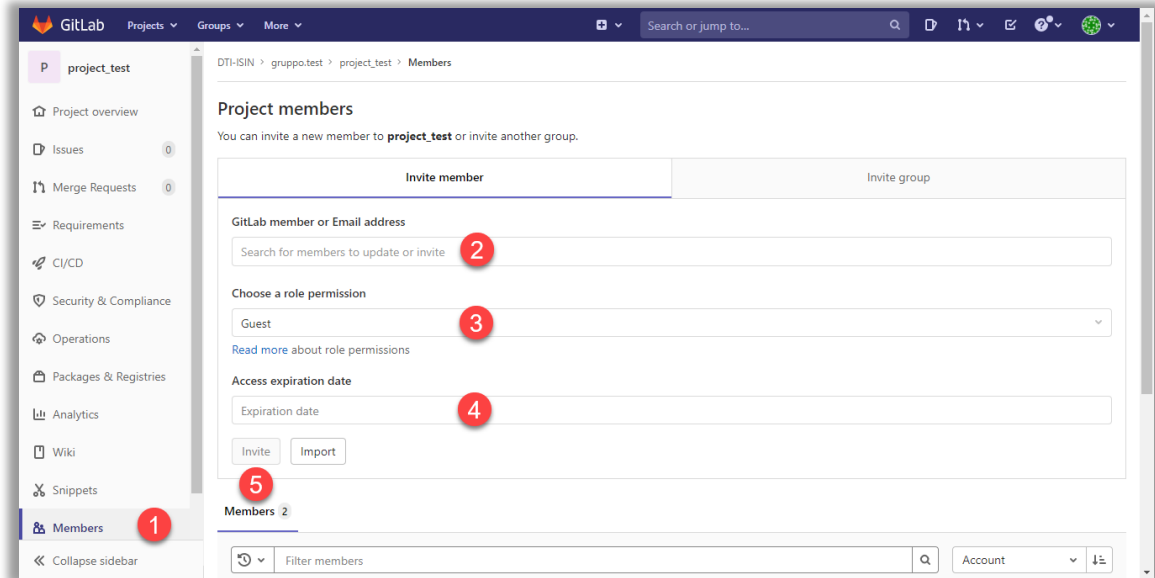 GitLab Projects Groups More Search or jump to...
P project_test
Project overview
Issues 0
Merge Requests 0
Requirements
CI/CD
Security & Compliance
Operations
Packages & Registries
Analytics
Wiki
Snippets
Members 1
Collapse sidebar
DTI-ISIN > gruppo.test > project_test > Members
Project members
You can invite a new member to project_test or invite another group.
Invite member Invite group
GitLab member or Email address
Search for members to update or invite 2
Choose a role permission
Guest 3
Read more about role permissions
Access expiration date
Expiration date 4
Invite Import
5
Members 2
Filter members Account